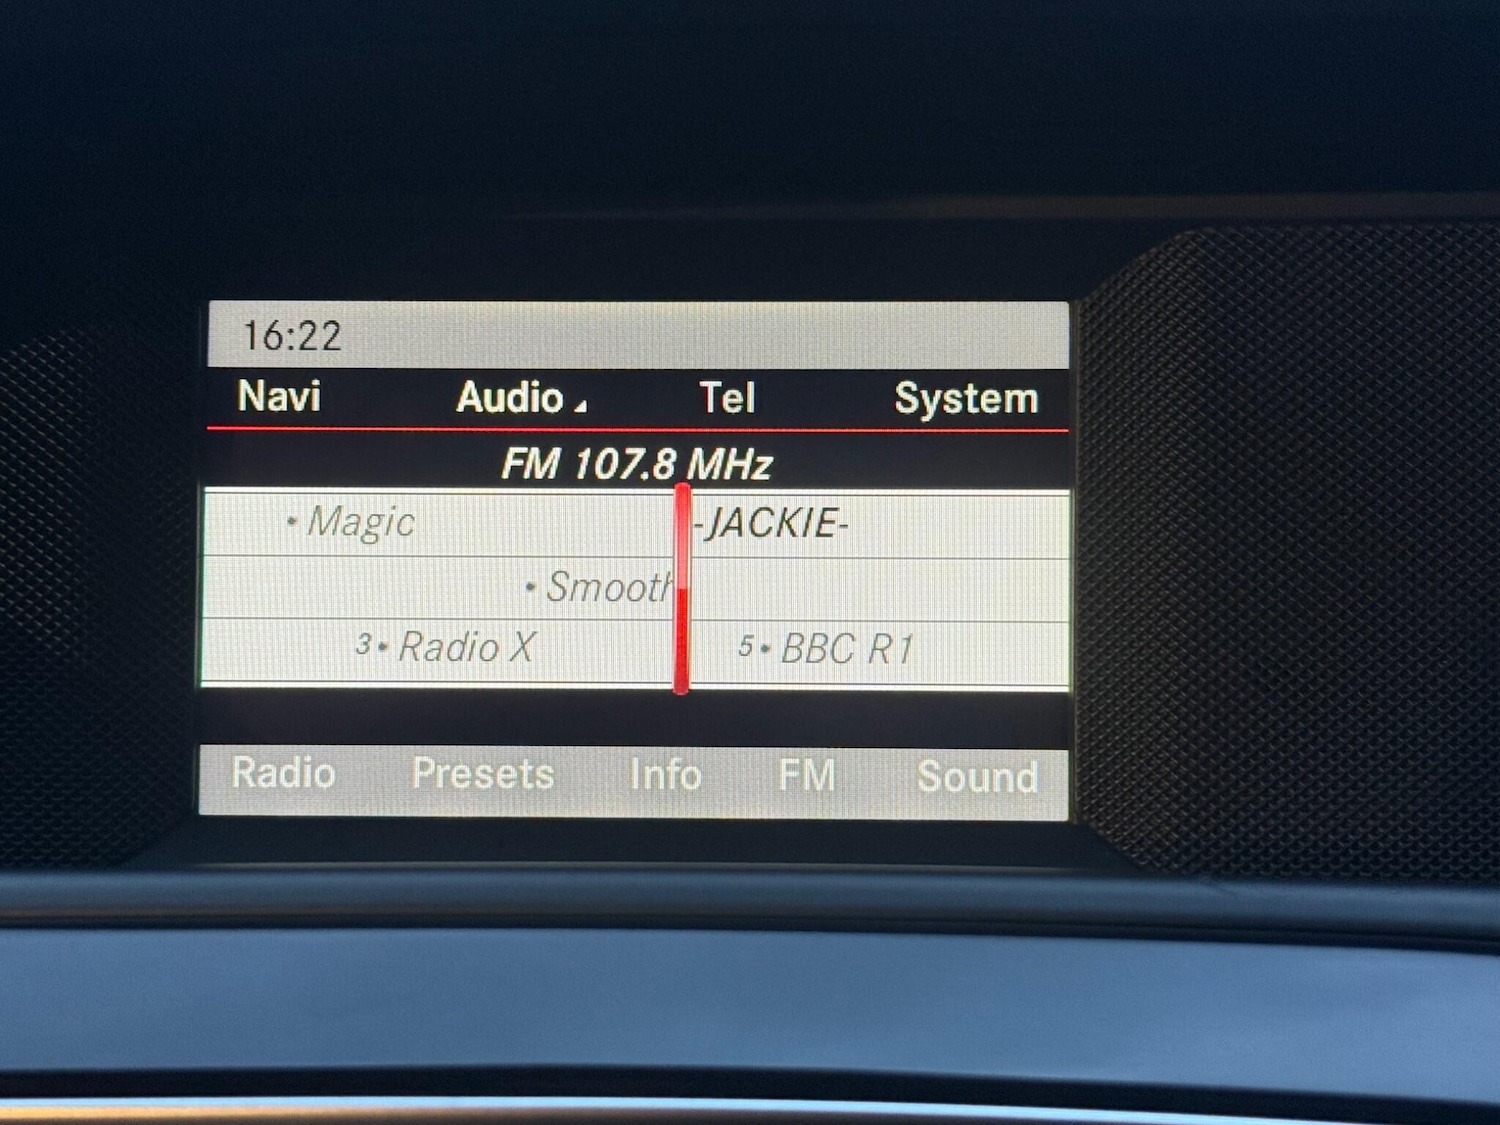 16:22
Navi Audio Tel System
FM 107.8 MHz
• Magic -JACKIE-
• Smooth
3• Radio X 5• BBC R1
Radio Presets Info FM Sound